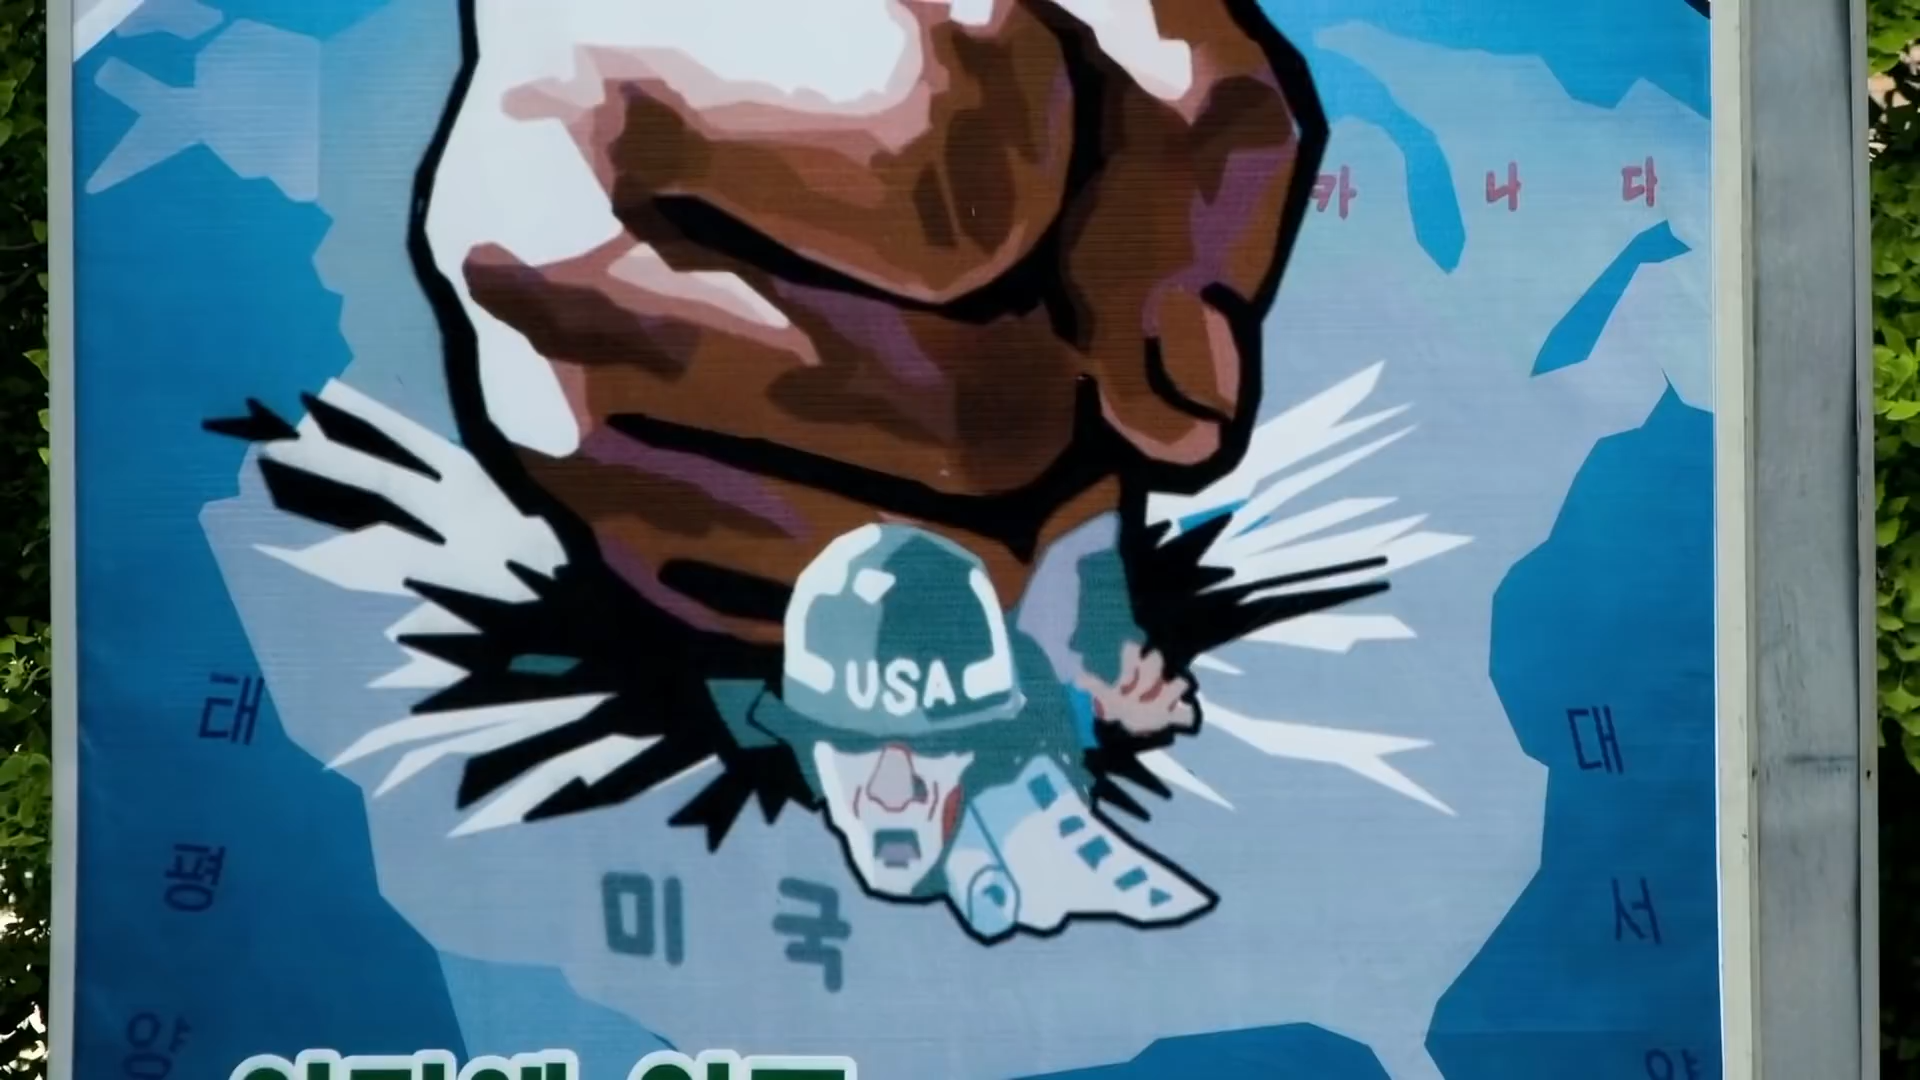 카 나 다
USA
미 국
태 평 양
대 서 양